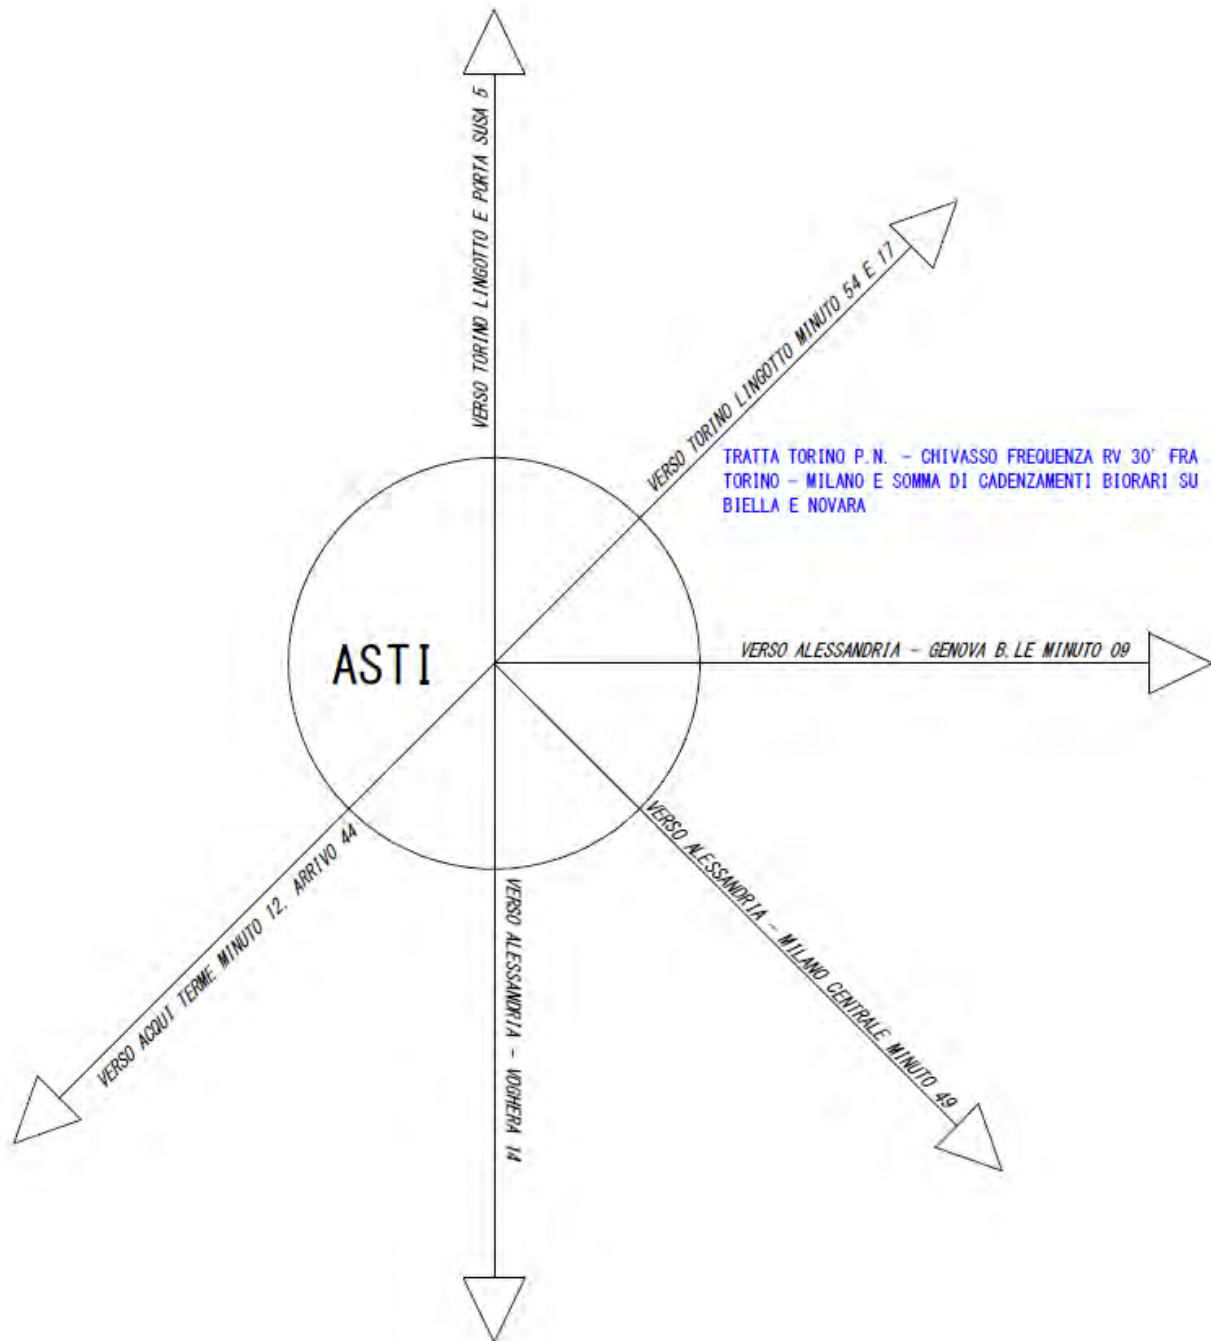 VERSO TORINO LINGOTTO E PORTA SUSA 5
VERSO TORINO LINGOTTO MINUTO 54 E 17
TRATTA TORINO P.N. - CHIVASSO FREQUENZA RV 30' FRA
TORINO - MILANO E SOMMA DI CADENZAMENTI BIORARI SU
BIELLA E NOVARA
VERSO ALESSANDRIA - GENOVA B.LE MINUTO 09
ASTI
VERSO ALESSANDRIA - MILANO CENTRALE MINUTO 49
VERSO ACQUI TERME MINUTO 12, ARRIVO 44
VERSO ALESSANDRIA - VOGHERA 14